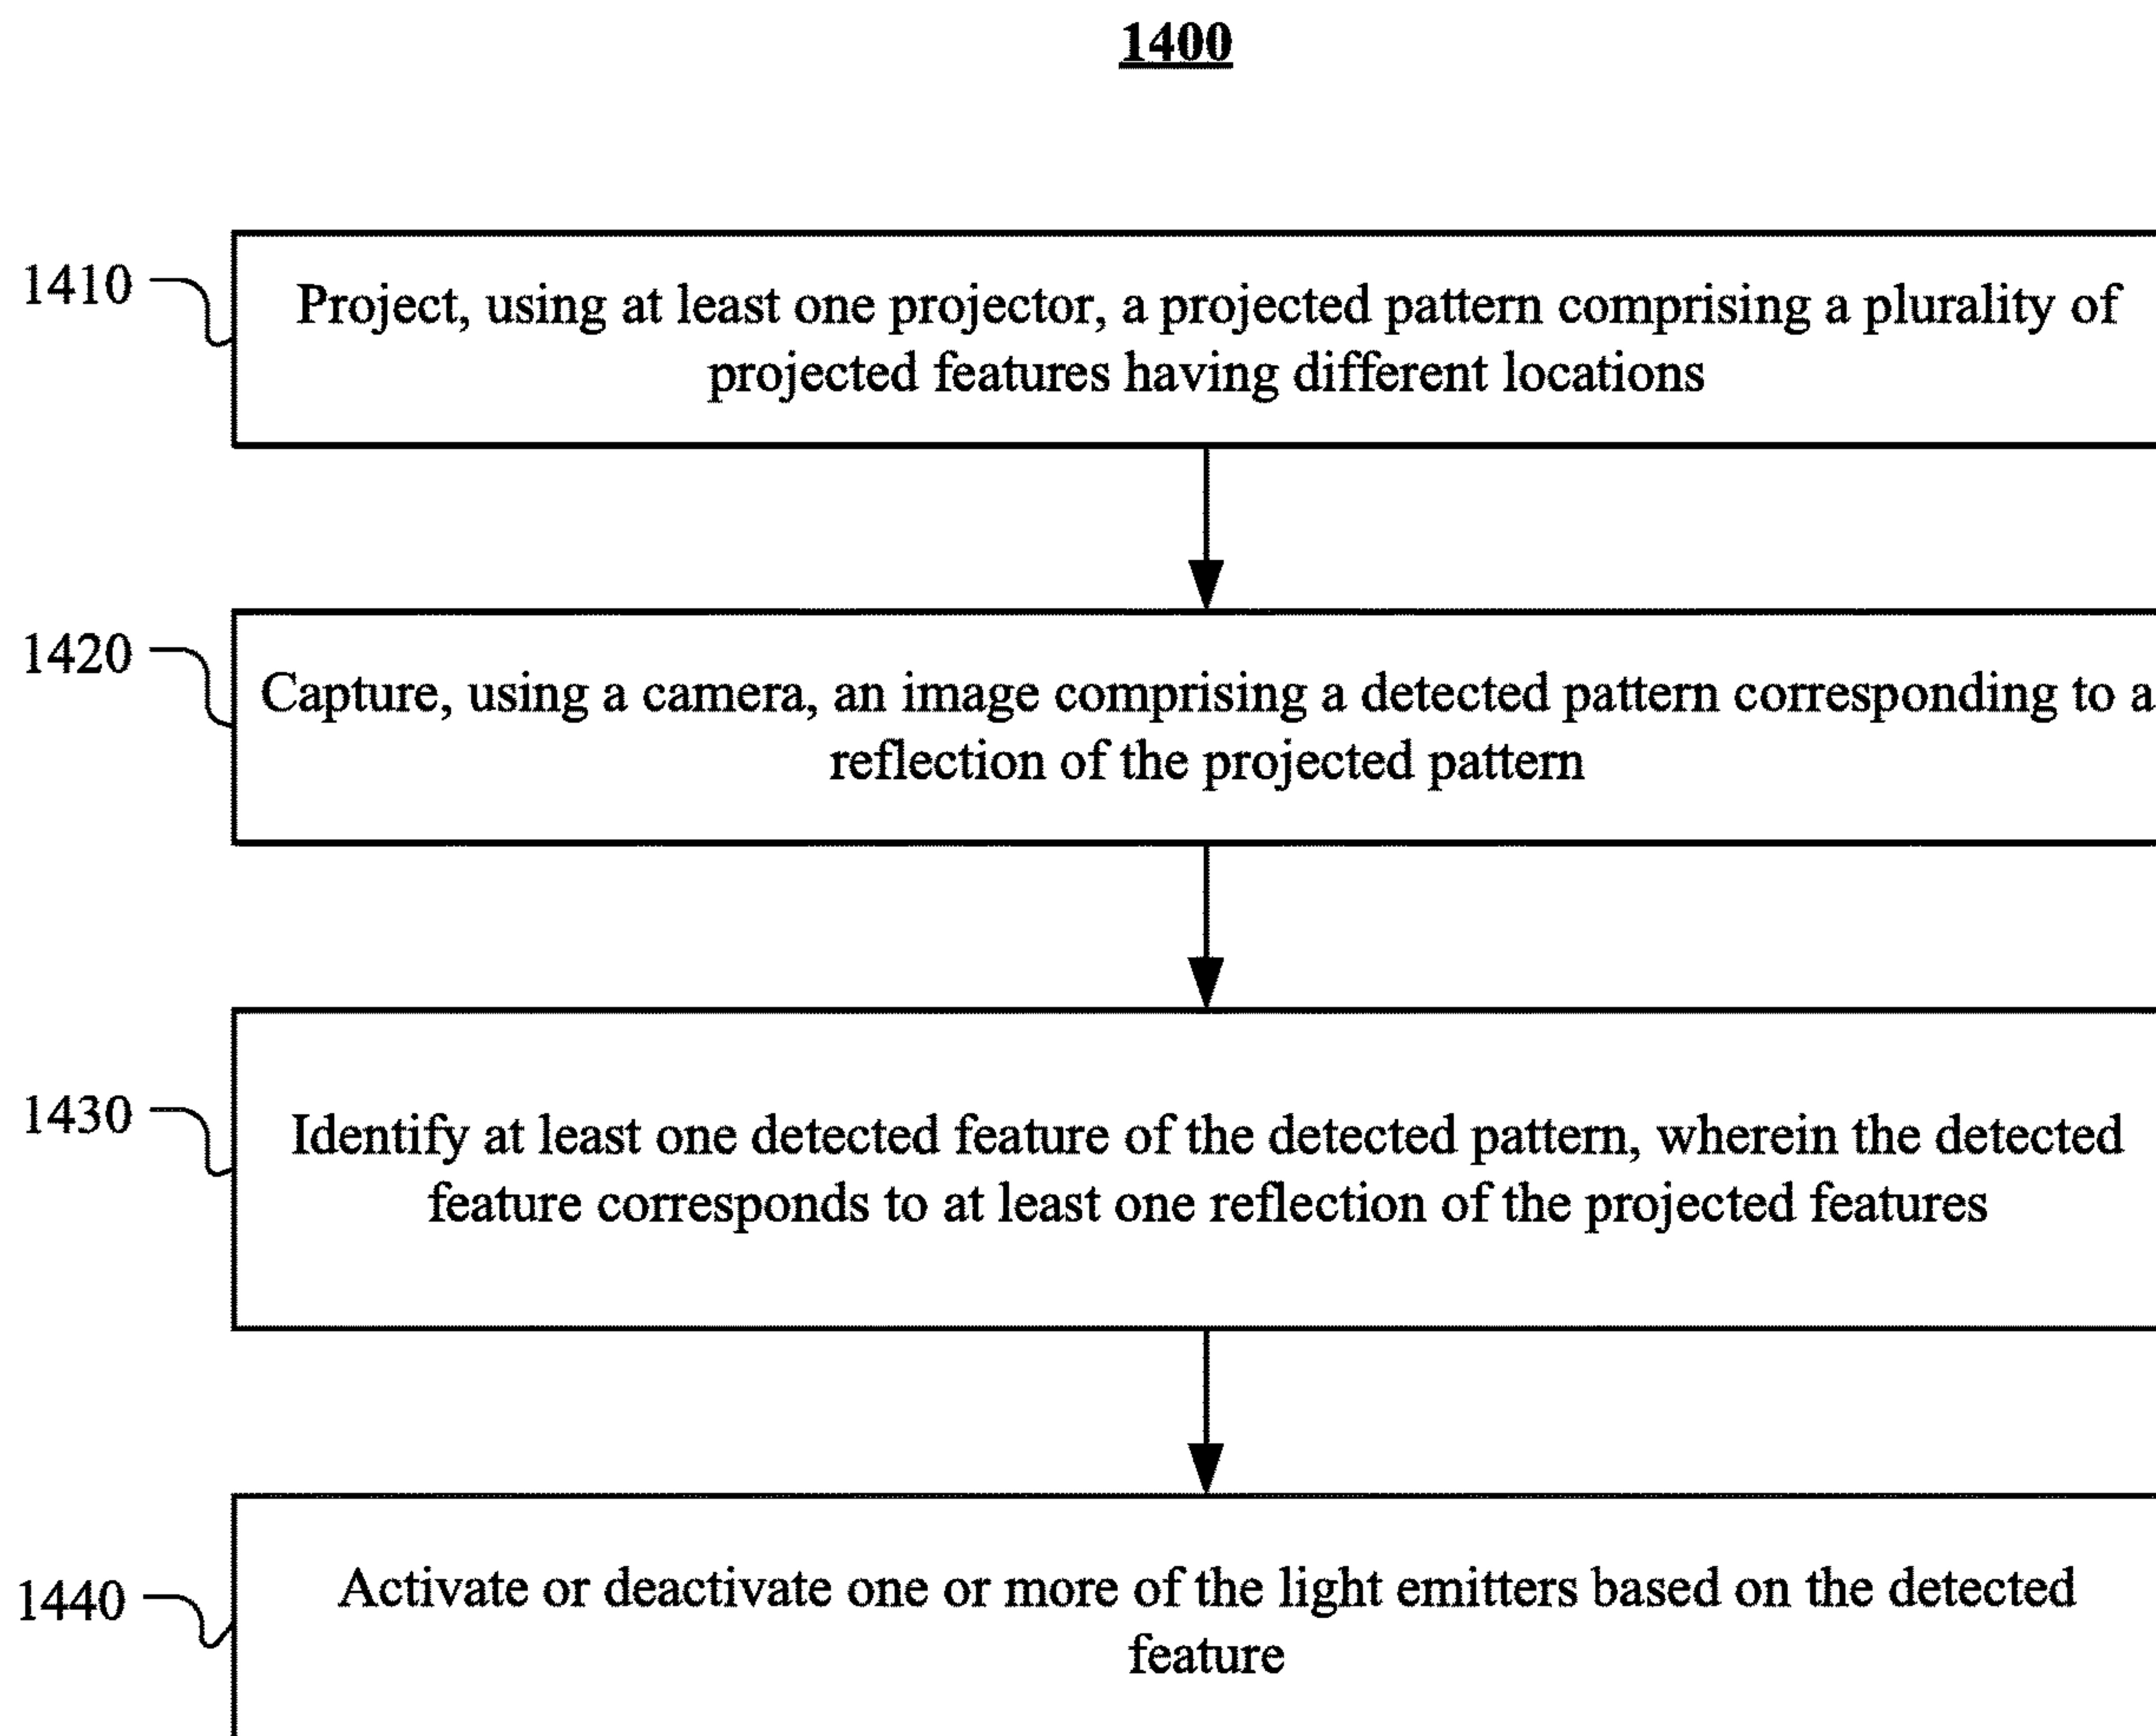 1400
1410
Project, using at least one projector, a projected pattern comprising a plurality of
projected features having different locations
1420
Capture, using a camera, an image comprising a detected pattern corresponding to a
reflection of the projected pattern
1430
Identify at least one detected feature of the detected pattern, wherein the detected
feature corresponds to at least one reflection of the projected features
1440
Activate or deactivate one or more of the light emitters based on the detected
feature